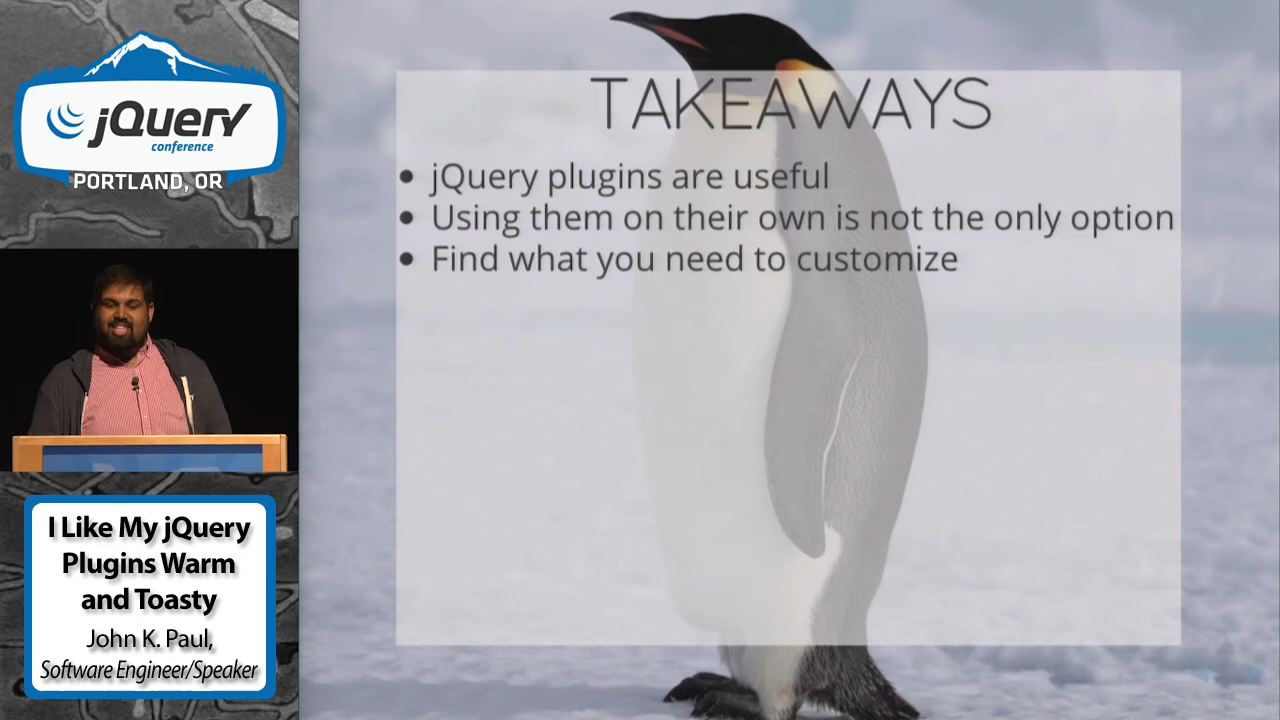 jQuery
conference
PORTLAND, OR
I Like My jQuery
Plugins Warm
and Toasty
John K. Paul,
Software Engineer/Speaker
TAKEAWAYS
• jQuery plugins are useful
• Using them on their own is not the only option
• Find what you need to customize